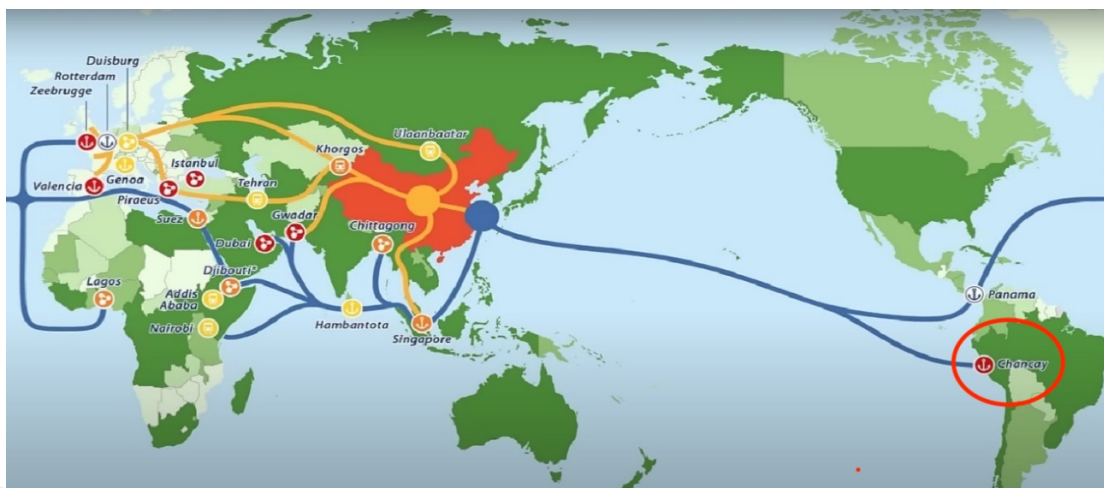 Duisburg
Rotterdam
Zeebrugge
Ulaanbaatar
Khorgos
Istanbul
Genoa
Valencia
Tehran
Piraeus
Gwadar
Suez
Chittagong
Dubai
Djibouti*
Lagos
Addis
Ababa
Panama
Nairobi
Hambantota
Singapore
Chancay